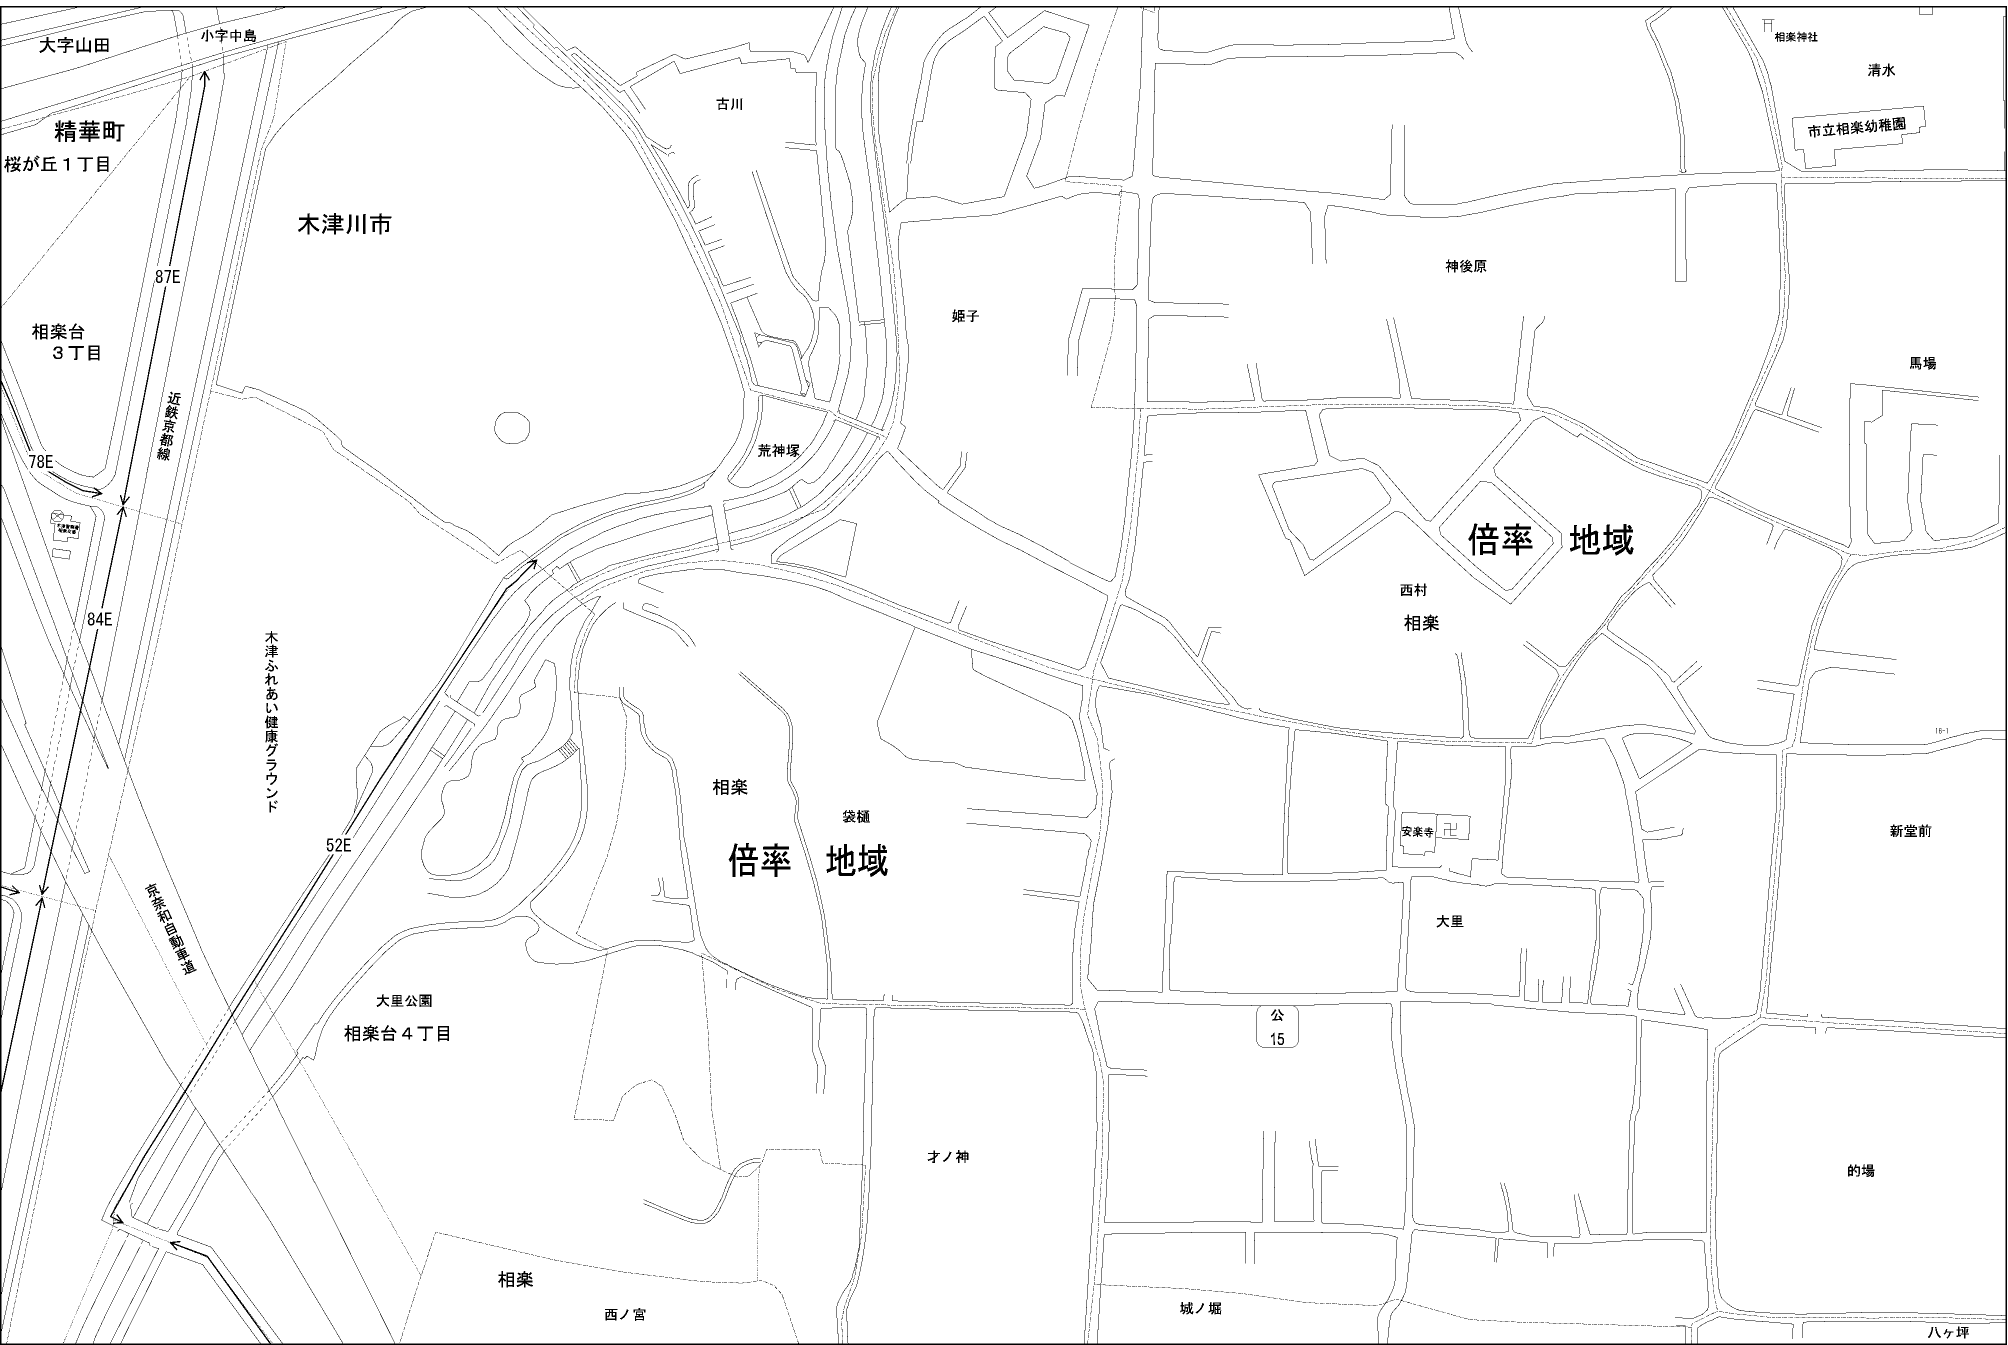 大字山田
小字中島
精華町
桜が丘１丁目
古川
相楽神社
清水
市立相楽幼稚園
木津川市
87E
神後原
相楽台
３丁目
姫子
馬場
近鉄京都線
78E
荒神塚
倍率 地域
84E
西村
相楽
木津ふれあい健康グラウンド
16-1
相楽
袋樋
52E
安楽寺
新堂前
倍率 地域
京奈和自動車道
大里
大里公園
相楽台４丁目
公
15
才ノ神
的場
相楽
西ノ宮
城ノ堀
八ヶ坪